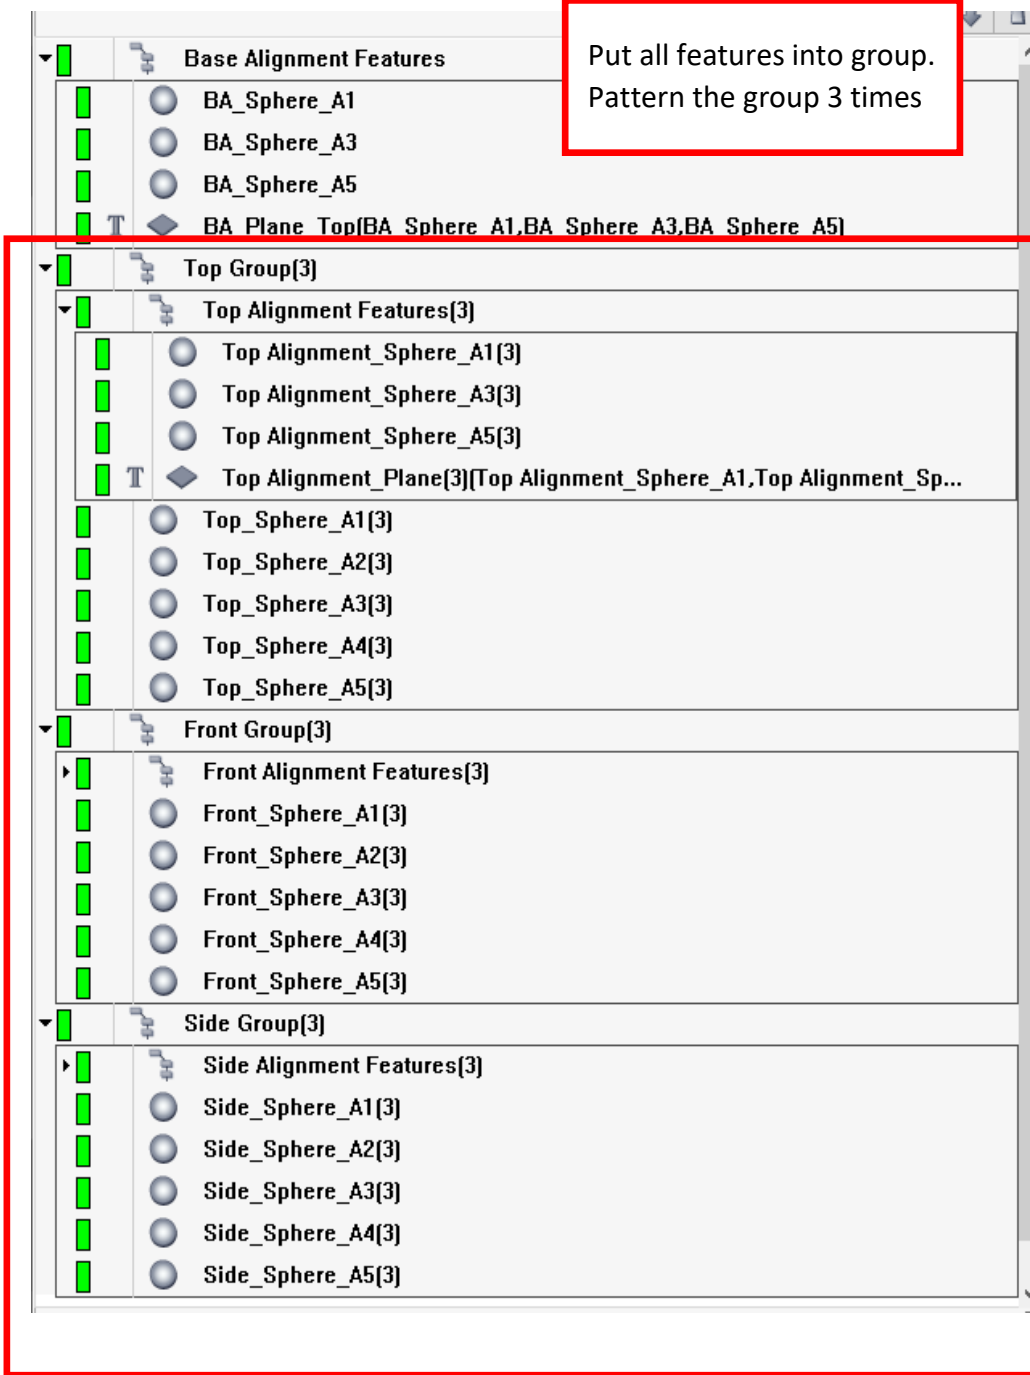 Put all features into group.
Pattern the group 3 times
Base Alignment Features
BA_Sphere_A1
BA_Sphere_A3
BA_Sphere_A5
T BA_Plane_Top(BA_Sphere_A1,BA_Sphere_A3,BA_Sphere_A5)
Top Group(3)
Top Alignment Features(3)
Top Alignment_Sphere_A1(3)
Top Alignment_Sphere_A3(3)
Top Alignment_Sphere_A5(3)
T Top Alignment_Plane(3)(Top Alignment_Sphere_A1,Top Alignment_Sp...
Top_Sphere_A1(3)
Top_Sphere_A2(3)
Top_Sphere_A3(3)
Top_Sphere_A4(3)
Top_Sphere_A5(3)
Front Group(3)
Front Alignment Features(3)
Front_Sphere_A1(3)
Front_Sphere_A2(3)
Front_Sphere_A3(3)
Front_Sphere_A4(3)
Front_Sphere_A5(3)
Side Group(3)
Side Alignment Features(3)
Side_Sphere_A1(3)
Side_Sphere_A2(3)
Side_Sphere_A3(3)
Side_Sphere_A4(3)
Side_Sphere_A5(3)